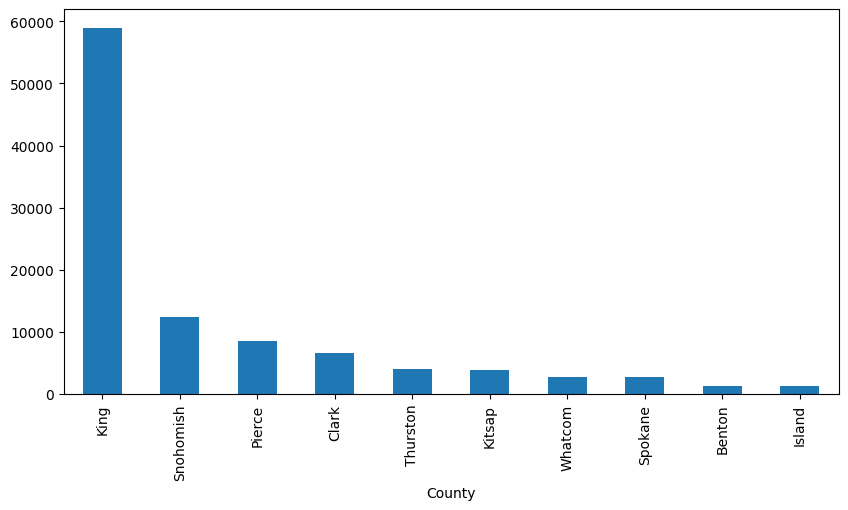 60000
50000
40000
30000
20000
10000
0
King
Snohomish
Pierce
Clark
Thurston
Kitsap
Whatcom
Spokane
Benton
Island
County